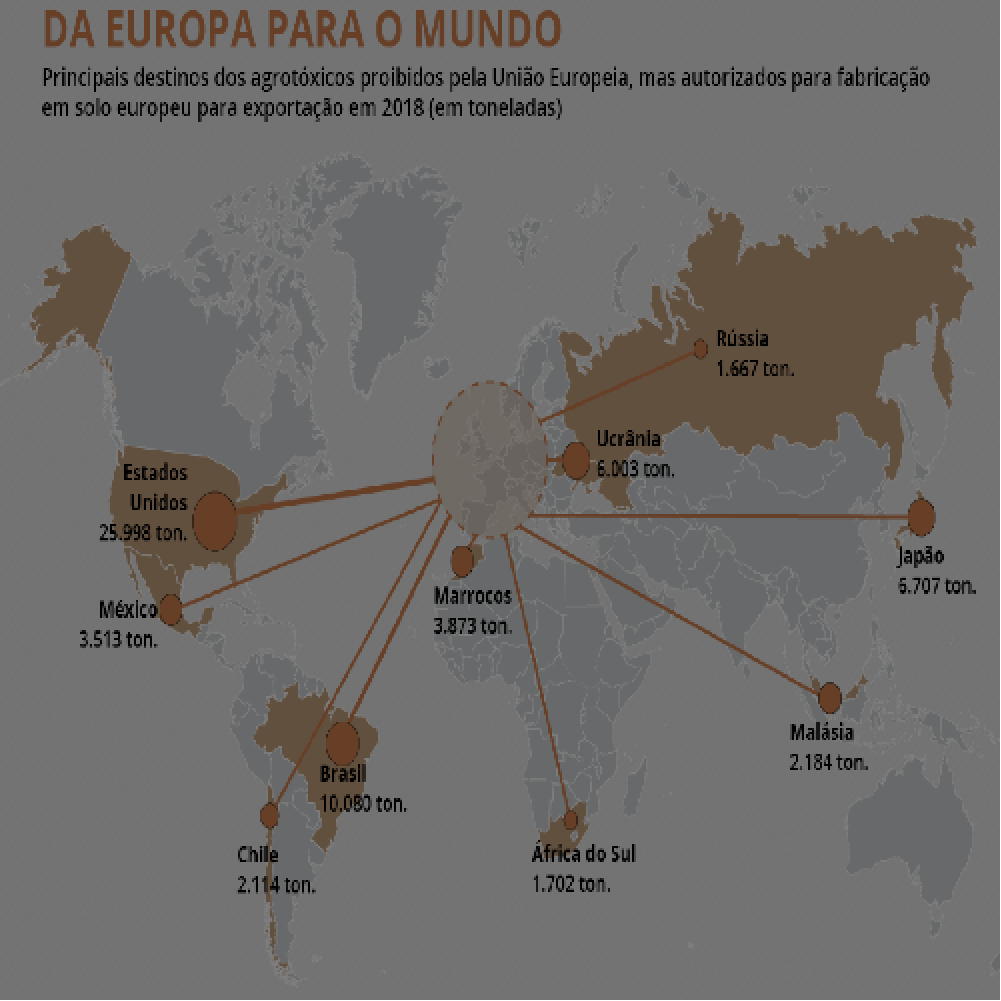 DA EUROPA PARA O MUNDO
Principais destinos dos agrotóxicos proibidos pela União Europeia, mas autorizados para fabricação
em solo europeu para exportação em 2018 (em toneladas)
Rússia
1.667 ton.
Ucrânia
6.003 ton.
Estados
Unidos
25.998 ton.
Japão
6.707 ton.
México
3.513 ton.
Marrocos
3.873 ton.
Malásia
2.184 ton.
Brasil
10.080 ton.
Chile
2.114 ton.
África do Sul
1.702 ton.